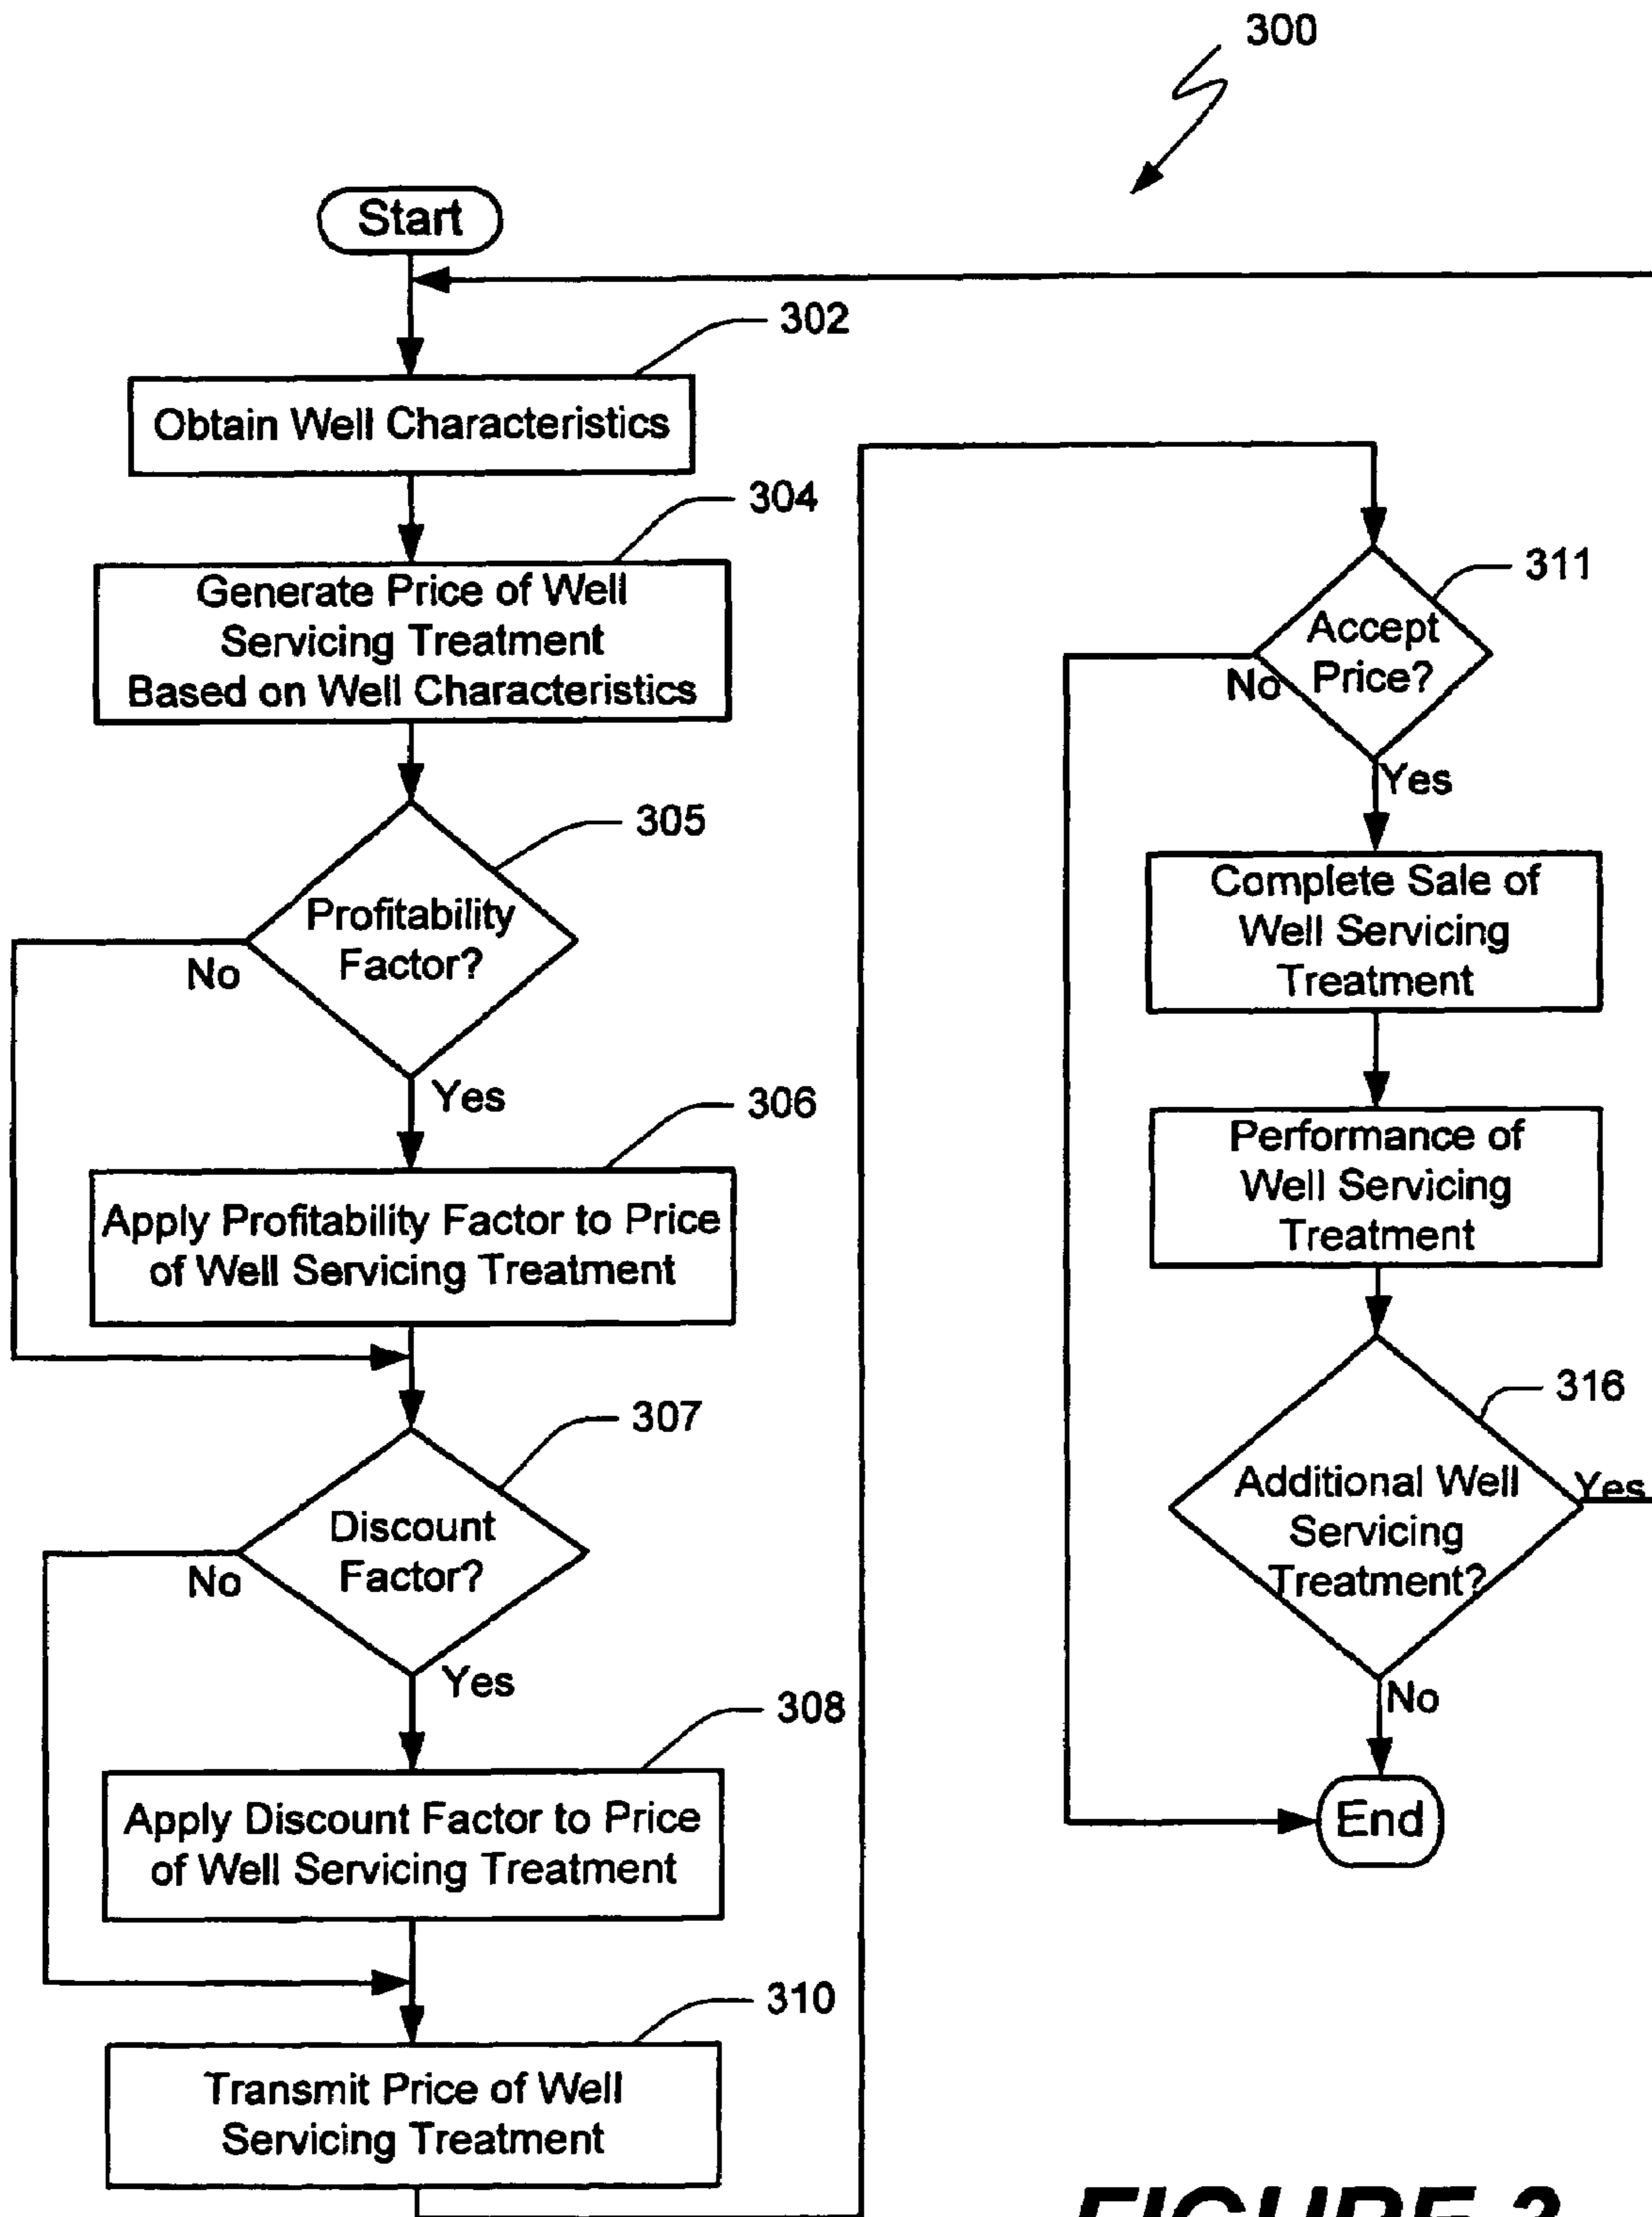 300
Start
302
Obtain Well Characteristics
304
Generate Price of Well
Servicing Treatment
Based on Well Characteristics
305
Profitability
Factor?
No
Yes
306
Apply Profitability Factor to Price
of Well Servicing Treatment
307
Discount
Factor?
No
Yes
308
Apply Discount Factor to Price
of Well Servicing Treatment
310
Transmit Price of Well
Servicing Treatment
311
Accept
Price?
No
Yes
Complete Sale of
Well Servicing
Treatment
Performance of
Well Servicing
Treatment
316
Additional Well
Servicing
Treatment?
Yes
No
End
FIGURE